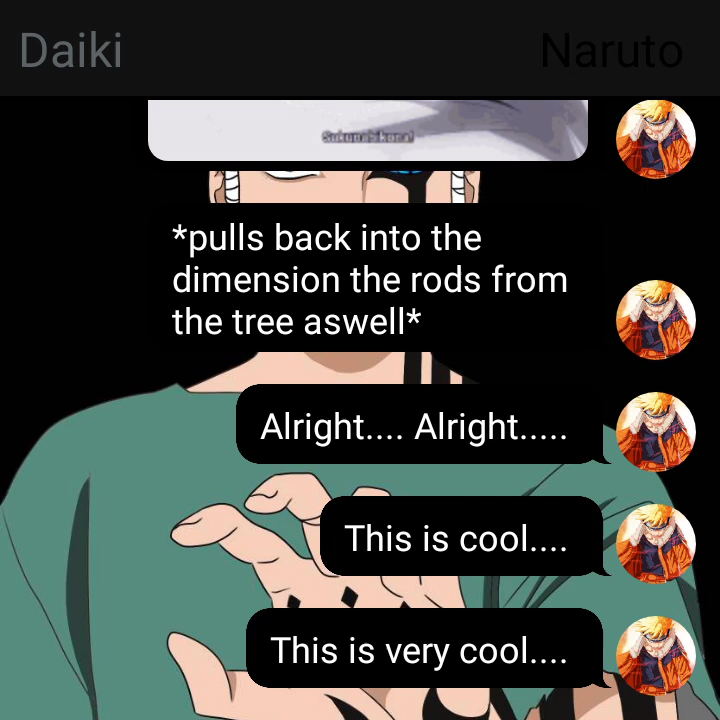 Daiki
Naruto
Sukunahikona!
*pulls back into the
dimension the rods from
the tree aswell*
Alright.... Alright.....
This is cool....
This is very cool....